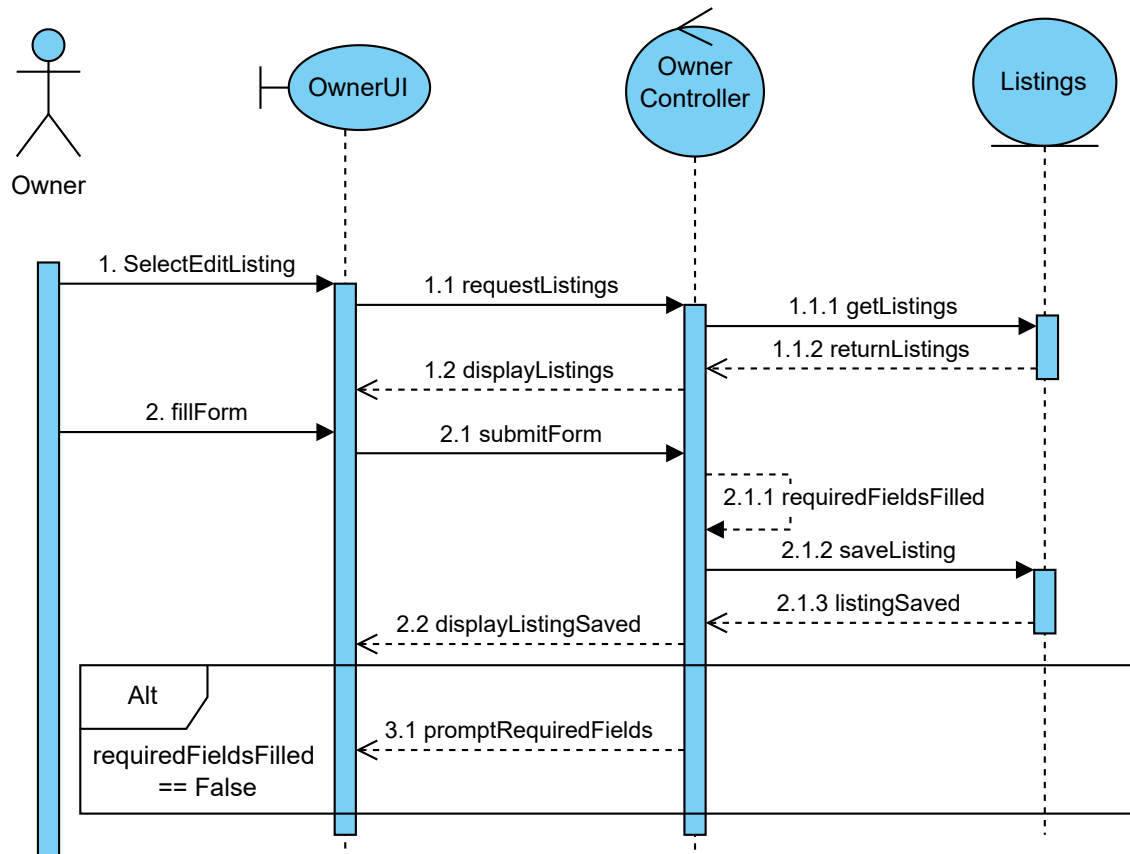 Owner
OwnerUI
Owner
Controller
Listings
1. SelectEditListing
1.1 requestListings
1.1.1 getListings
1.1.2 returnListings
1.2 displayListings
2. fillForm
2.1 submitForm
2.1.1 requiredFieldsFilled
2.1.2 saveListing
2.1.3 listingSaved
2.2 displayListingSaved
Alt
requiredFieldsFilled
== False
3.1 promptRequiredFields